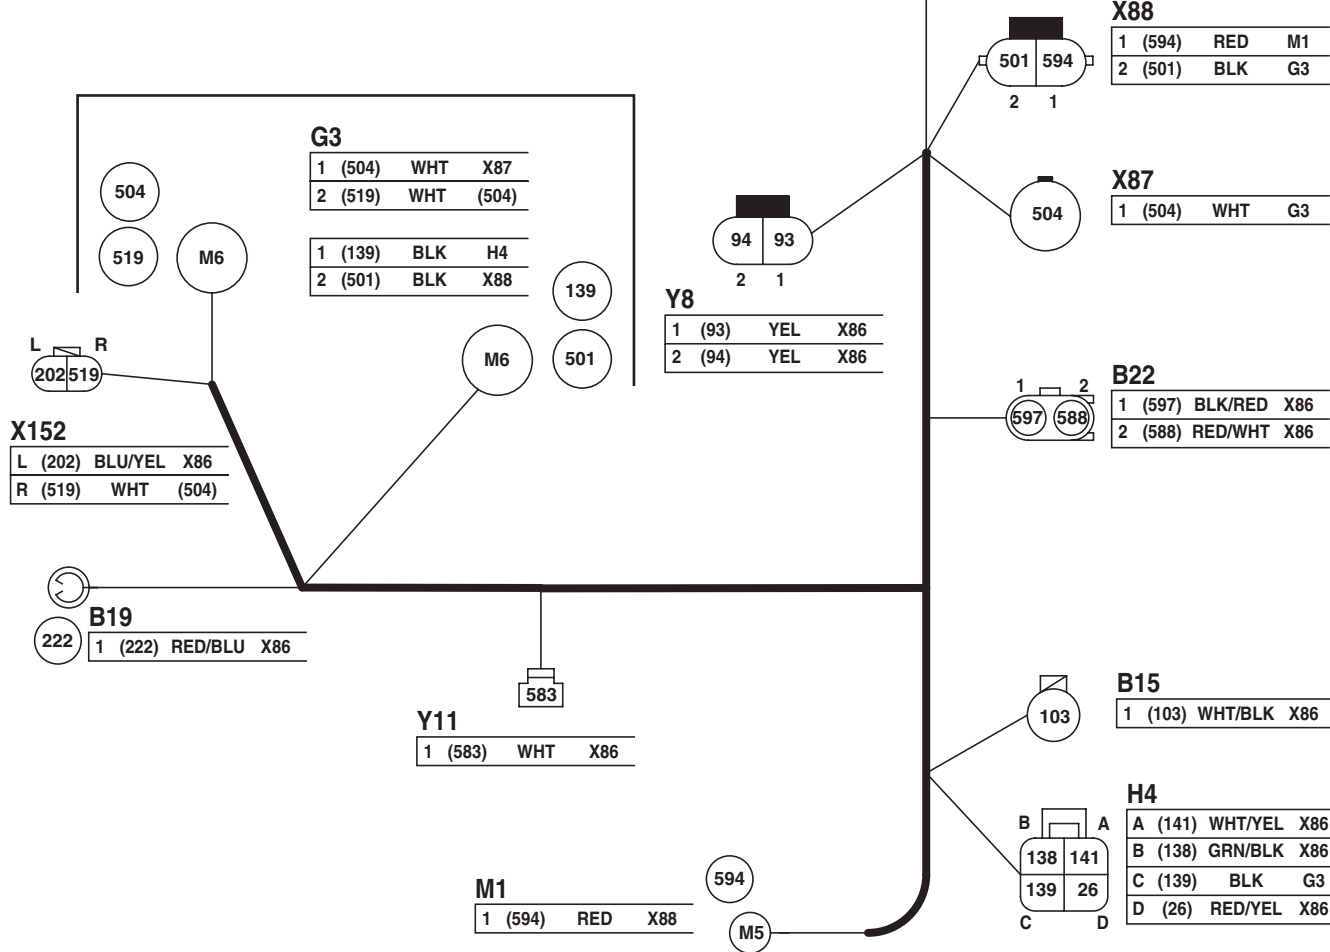 X88
1 (594) RED M1
2 (501) BLK G3
501 594
2 1
G3
1 (504) WHT X87
2 (519) WHT (504)
1 (139) BLK H4
2 (501) BLK X88
504
519
M6
139
501
M6
94 93
2 1
Y8
1 (93) YEL X86
2 (94) YEL X86
504
X87
1 (504) WHT G3
L R
202 519
X152
L (202) BLU/YEL X86
R (519) WHT (504)
1 2
597 588
B22
1 (597) BLK/RED X86
2 (588) RED/WHT X86
222
B19
1 (222) RED/BLU X86
583
Y11
1 (583) WHT X86
103
B15
1 (103) WHT/BLK X86
B A
138 141
139 26
C D
H4
A (141) WHT/YEL X86
B (138) GRN/BLK X86
C (139) BLK G3
D (26) RED/YEL X86
594
M5
M1
1 (594) RED X88